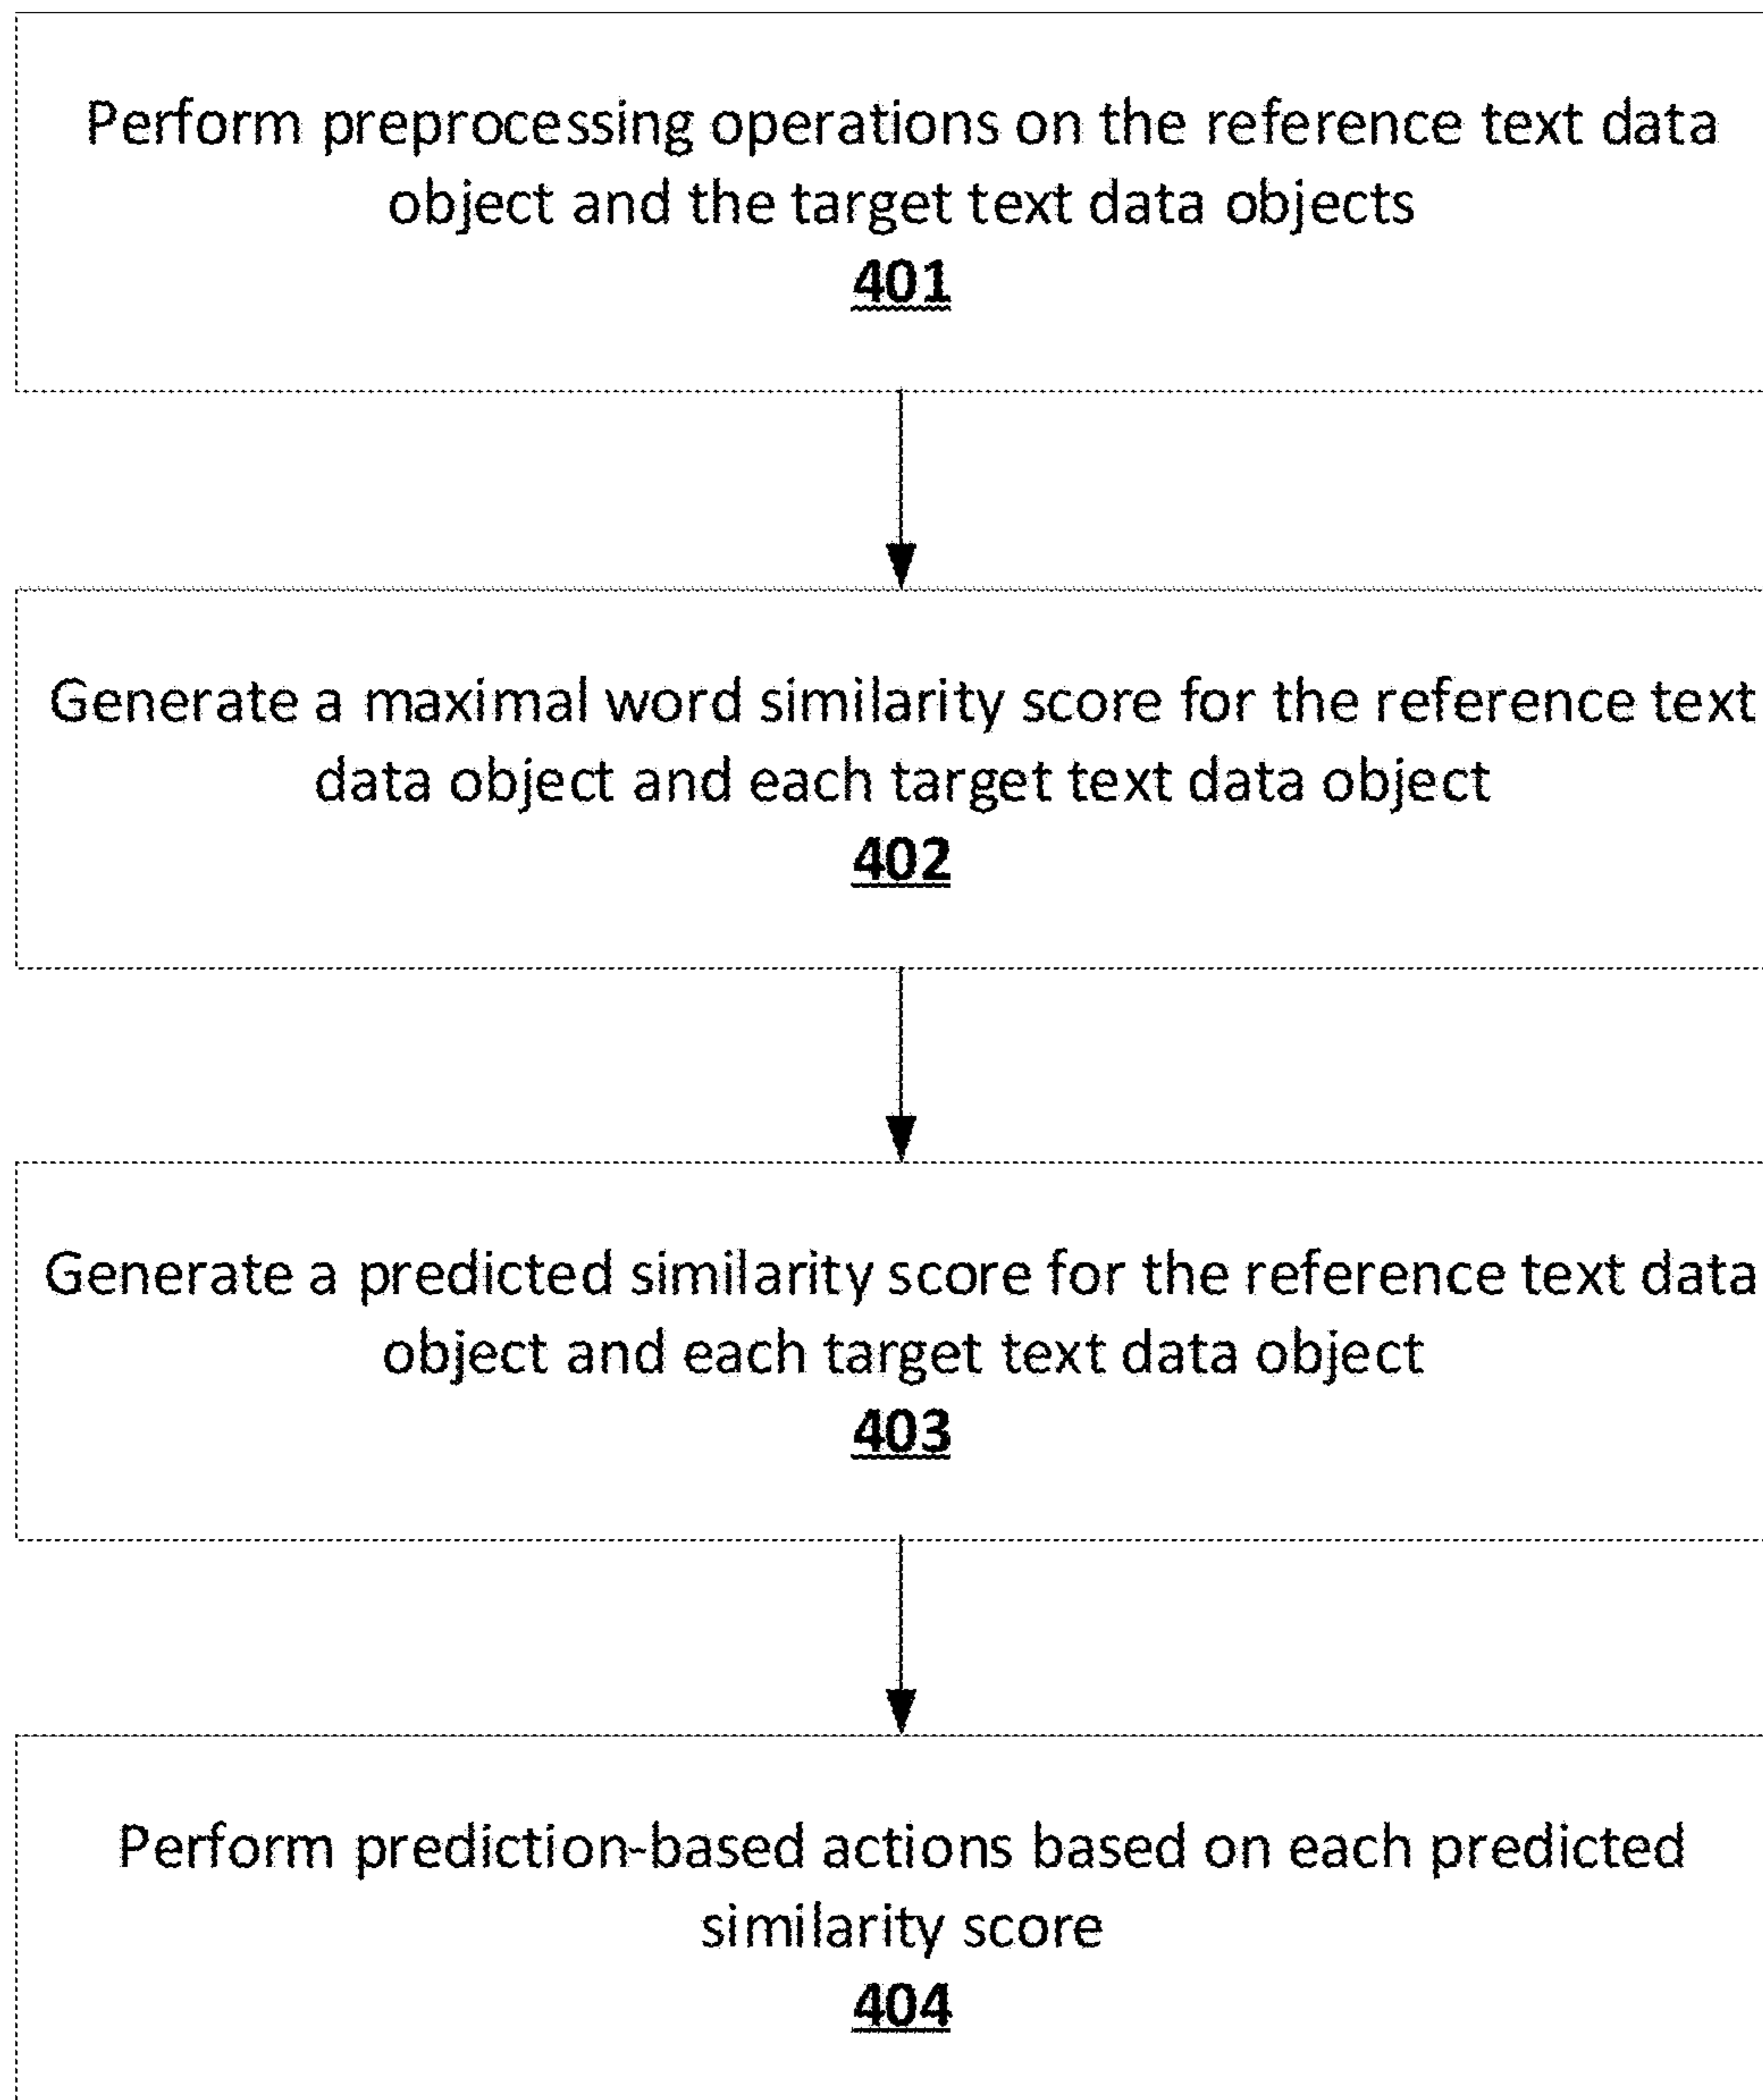 Perform preprocessing operations on the reference text data
object and the target text data objects
401
Generate a maximal word similarity score for the reference text
data object and each target text data object
402
Generate a predicted similarity score for the reference text data
object and each target text data object
403
Perform prediction-based actions based on each predicted
similarity score
404